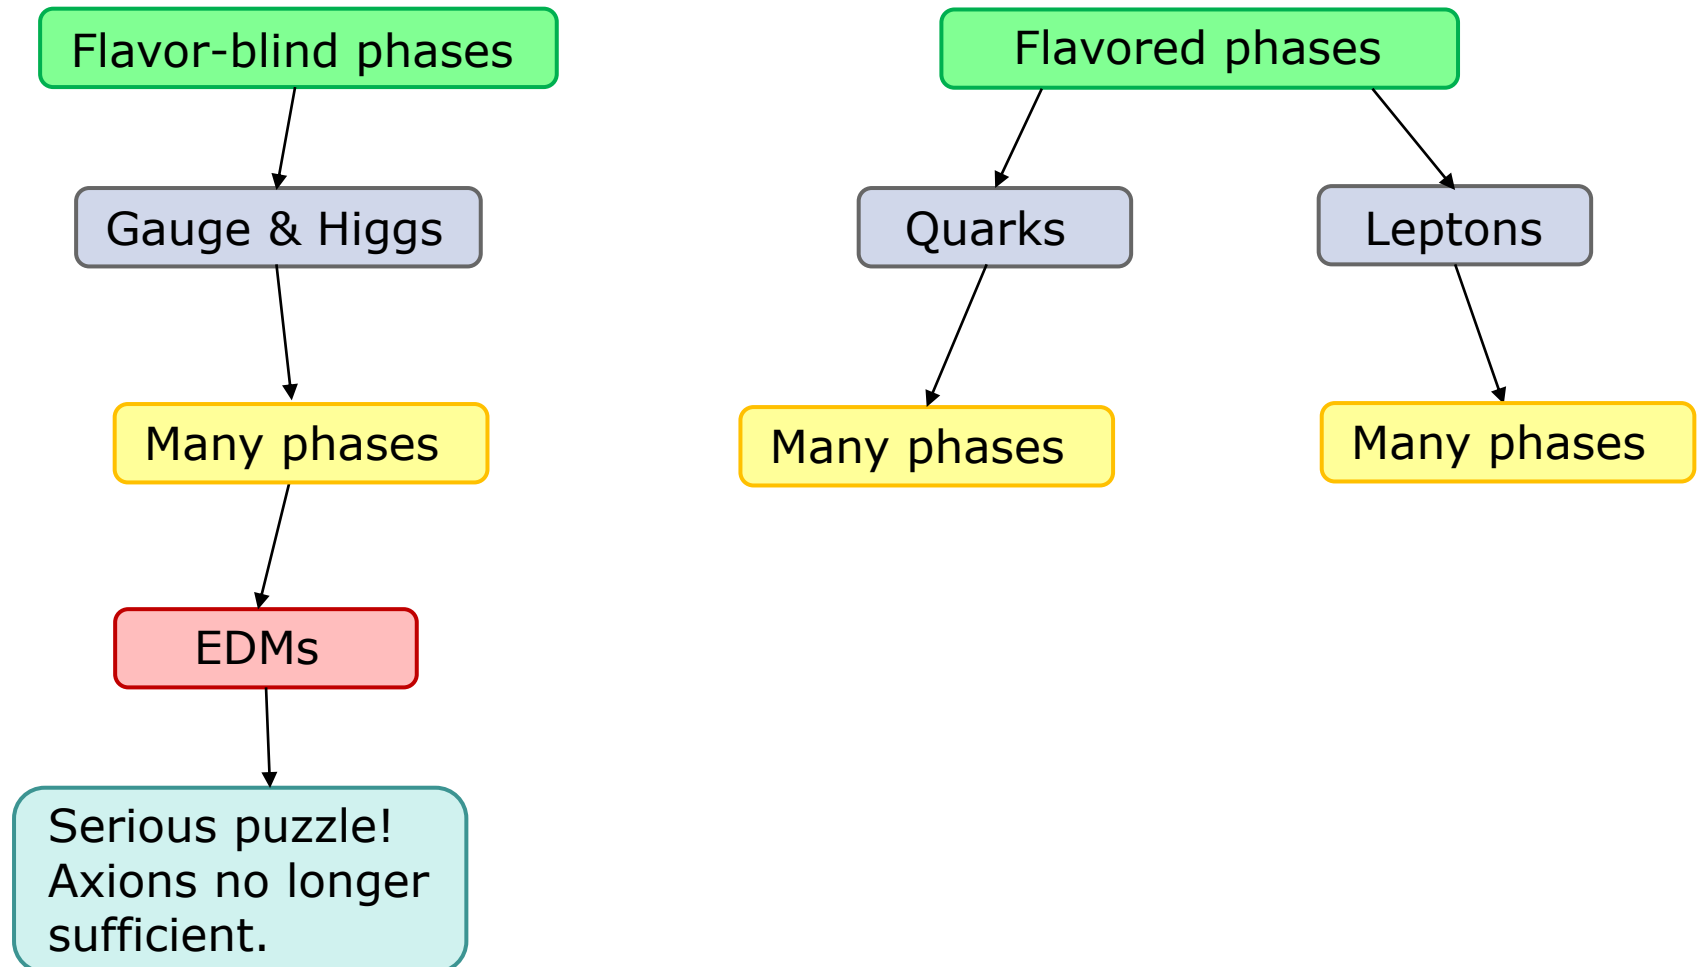 Flavor-blind phases
Flavored phases
Gauge & Higgs
Quarks
Leptons
Many phases
Many phases
Many phases
EDMs
Serious puzzle!
Axions no longer
sufficient.